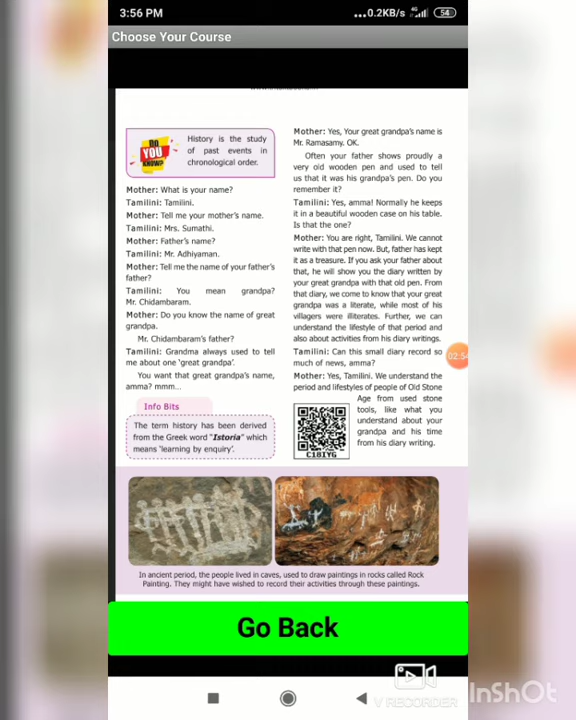 3:56 PM
...0.2KB/s 4G 54
Choose Your Course
DO YOU KNOW?
History is the study
of past events in
chronological order.
Mother: What is your name?
Tamilini: Tamilini.
Mother: Tell me your mother's name.
Tamilini: Mrs. Sumathi.
Mother: Father's name?
Tamilini: Mr. Adhiyaman.
Mother: Tell me the name of your father's
father?
Tamilini: You mean grandpa?
Mr. Chidambaram.
Mother: Do you know the name of great
grandpa.
Mr. Chidambaram's father?
Tamilini: Grandma always used to tell
me about one 'great grandpa'.
You want that great grandpa's name,
amma? mmm...
Info Bits
The term history has been derived
from the Greek word "Istoria" which
means 'learning by enquiry'.
Mother: Yes, Your great grandpa's name is
Mr. Ramasamy. OK.
Often your father shows proudly a
very old wooden pen and used to tell
us that it was his grandpa's pen. Do you
remember it?
Tamilini: Yes, amma! Normally he keeps
it in a beautiful wooden case on his table.
Is that the one?
Mother: You are right, Tamilini. We cannot
write with that pen now. But, father has kept
it as a treasure. If you ask your father about
that, he will show you the diary written by
your great grandpa with that old pen. From
that diary, we come to know that your great
grandpa was a literate, while most of his
villagers were illiterates. Further, we can
understand the lifestyle of that period and
also about activities from his diary writings.
Tamilini: Can this small diary record so
much of news, amma?
Mother: Yes, Tamilini. We understand the
period and lifestyles of people of Old Stone
Age from used stone
tools, like what you
understand about your
grandpa and his time
from his diary writing.
C18IYG
02:54
In ancient period, the people lived in caves, used to draw paintings in rocks called Rock
Painting. They might have wished to record their activities through these paintings.
Go Back
V RECORDER
InShOt